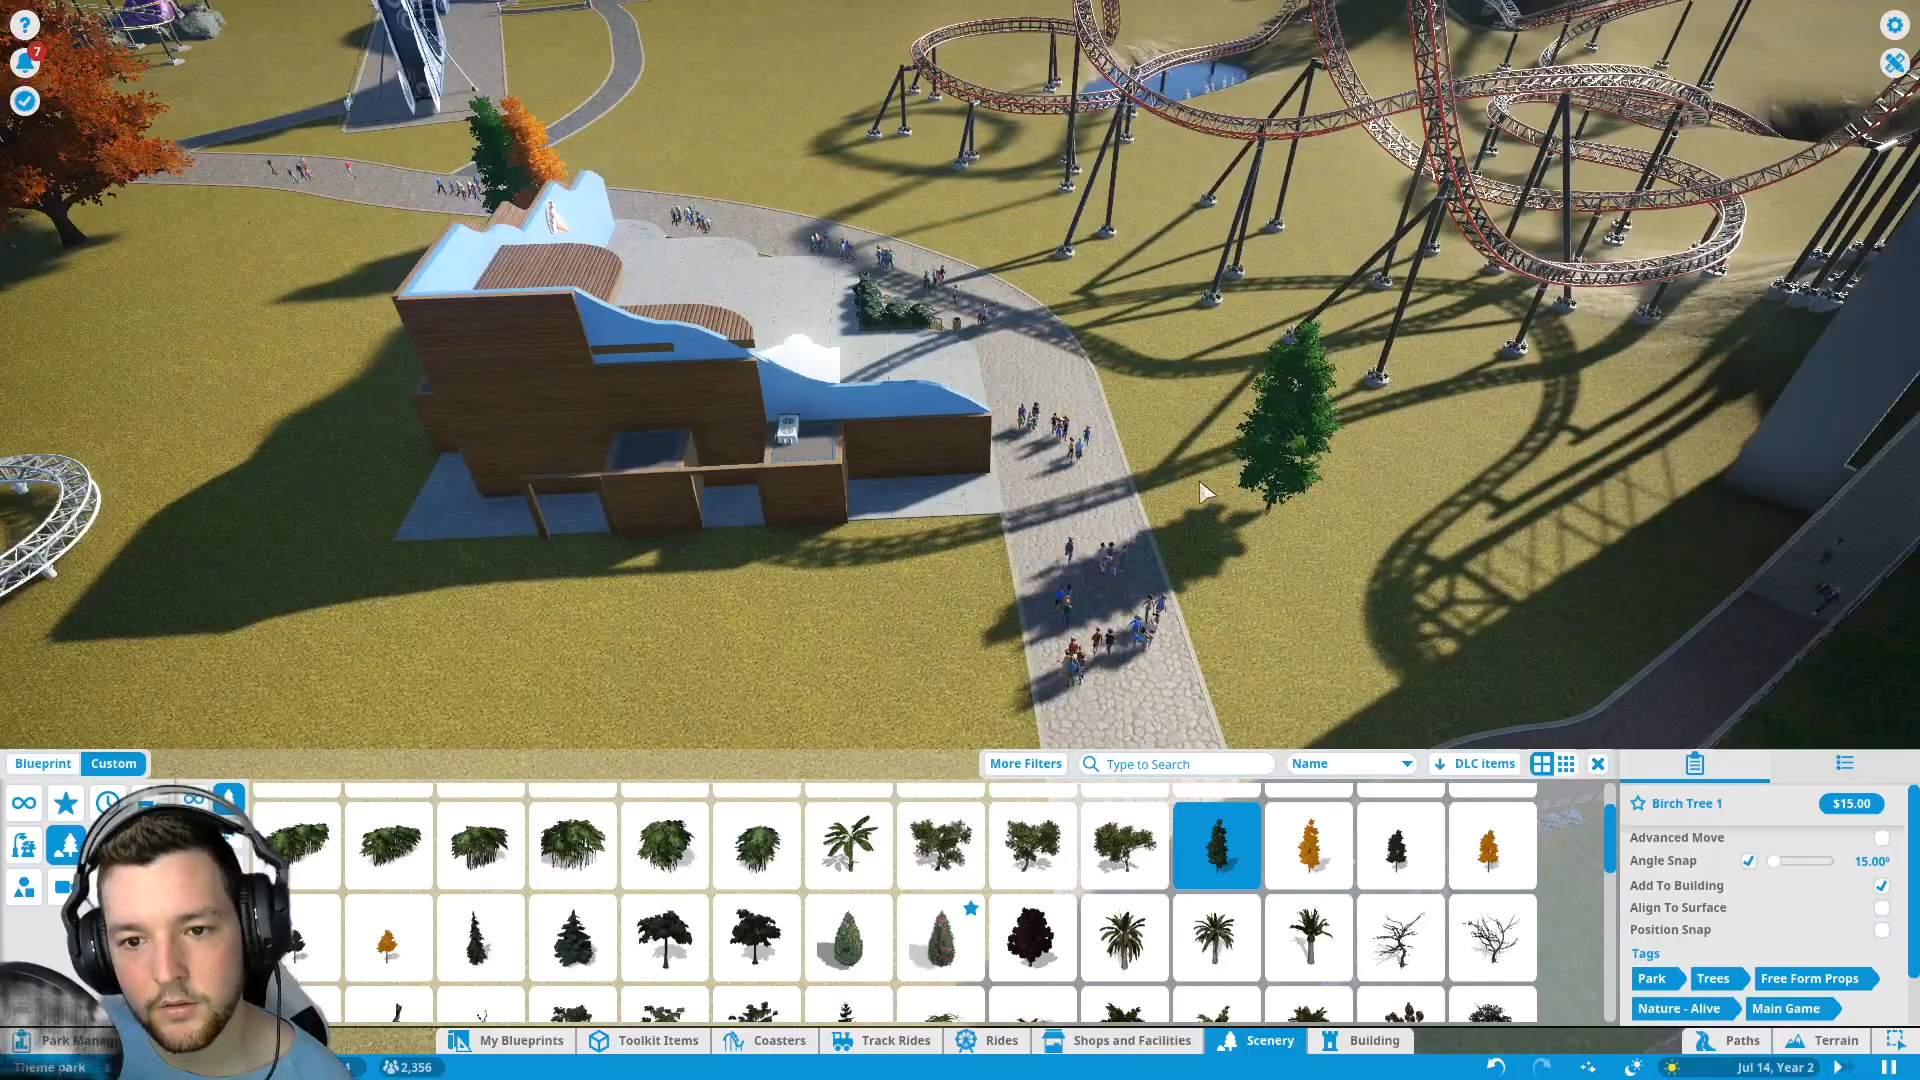 ?
7
Blueprint
Custom
More Filters
Type to Search
Name
DLC items
Birch Tree 1
$15.00
Advanced Move
Angle Snap
15.00°
Add To Building
Align To Surface
Position Snap
Tags
Park
Trees
Free Form Props
Nature - Alive
Main Game
Park
My Blueprints
Toolkit Items
Coasters
Track Rides
Rides
Shops and Facilities
Scenery
Building
Paths
Terrain
Theme park
2,356
Jul 14, Year 2